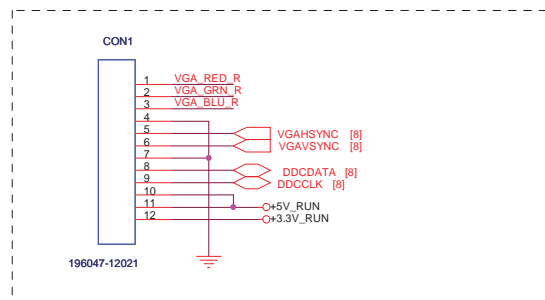 CON1
1 VGA_RED_R
2 VGA_GRN_R
3 VGA_BLU_R
4
5 VGAHSYNC [8]
6 VGAVSYNC [8]
7
8 DDCDATA [8]
9 DDCCLK [8]
10
11 +5V_RUN
12 +3.3V_RUN
196047-12021